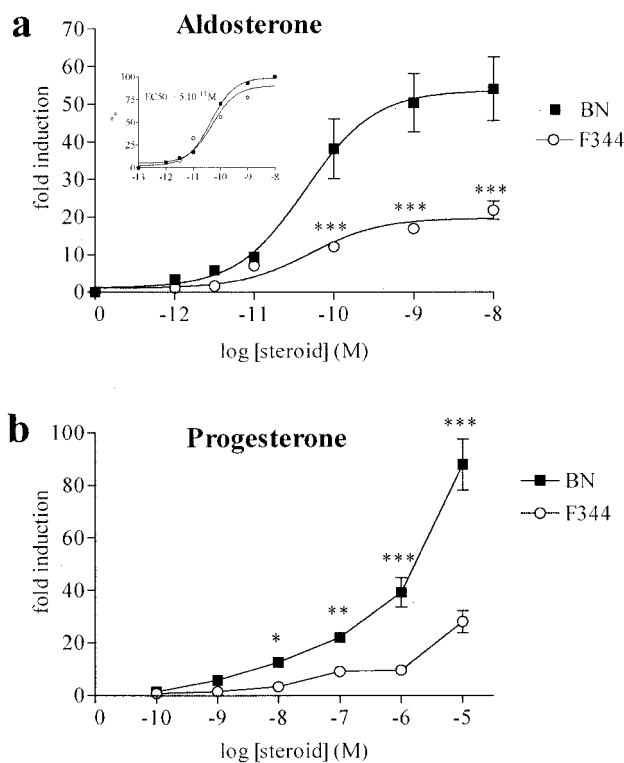 a
Aldosterone
70
60
50
40
30
20
10
0
fold induction
100
75
50
25
0
EC50
-13 -12 -11 -10 -9 -8
BN
F344
*** *** ***
0 -12 -11 -10 -9 -8
log [steroid] (M)
b
Progesterone
100
80
60
40
20
0
fold induction
***
BN
F344
***
**
*
0 -10 -9 -8 -7 -6 -5
log [steroid] (M)